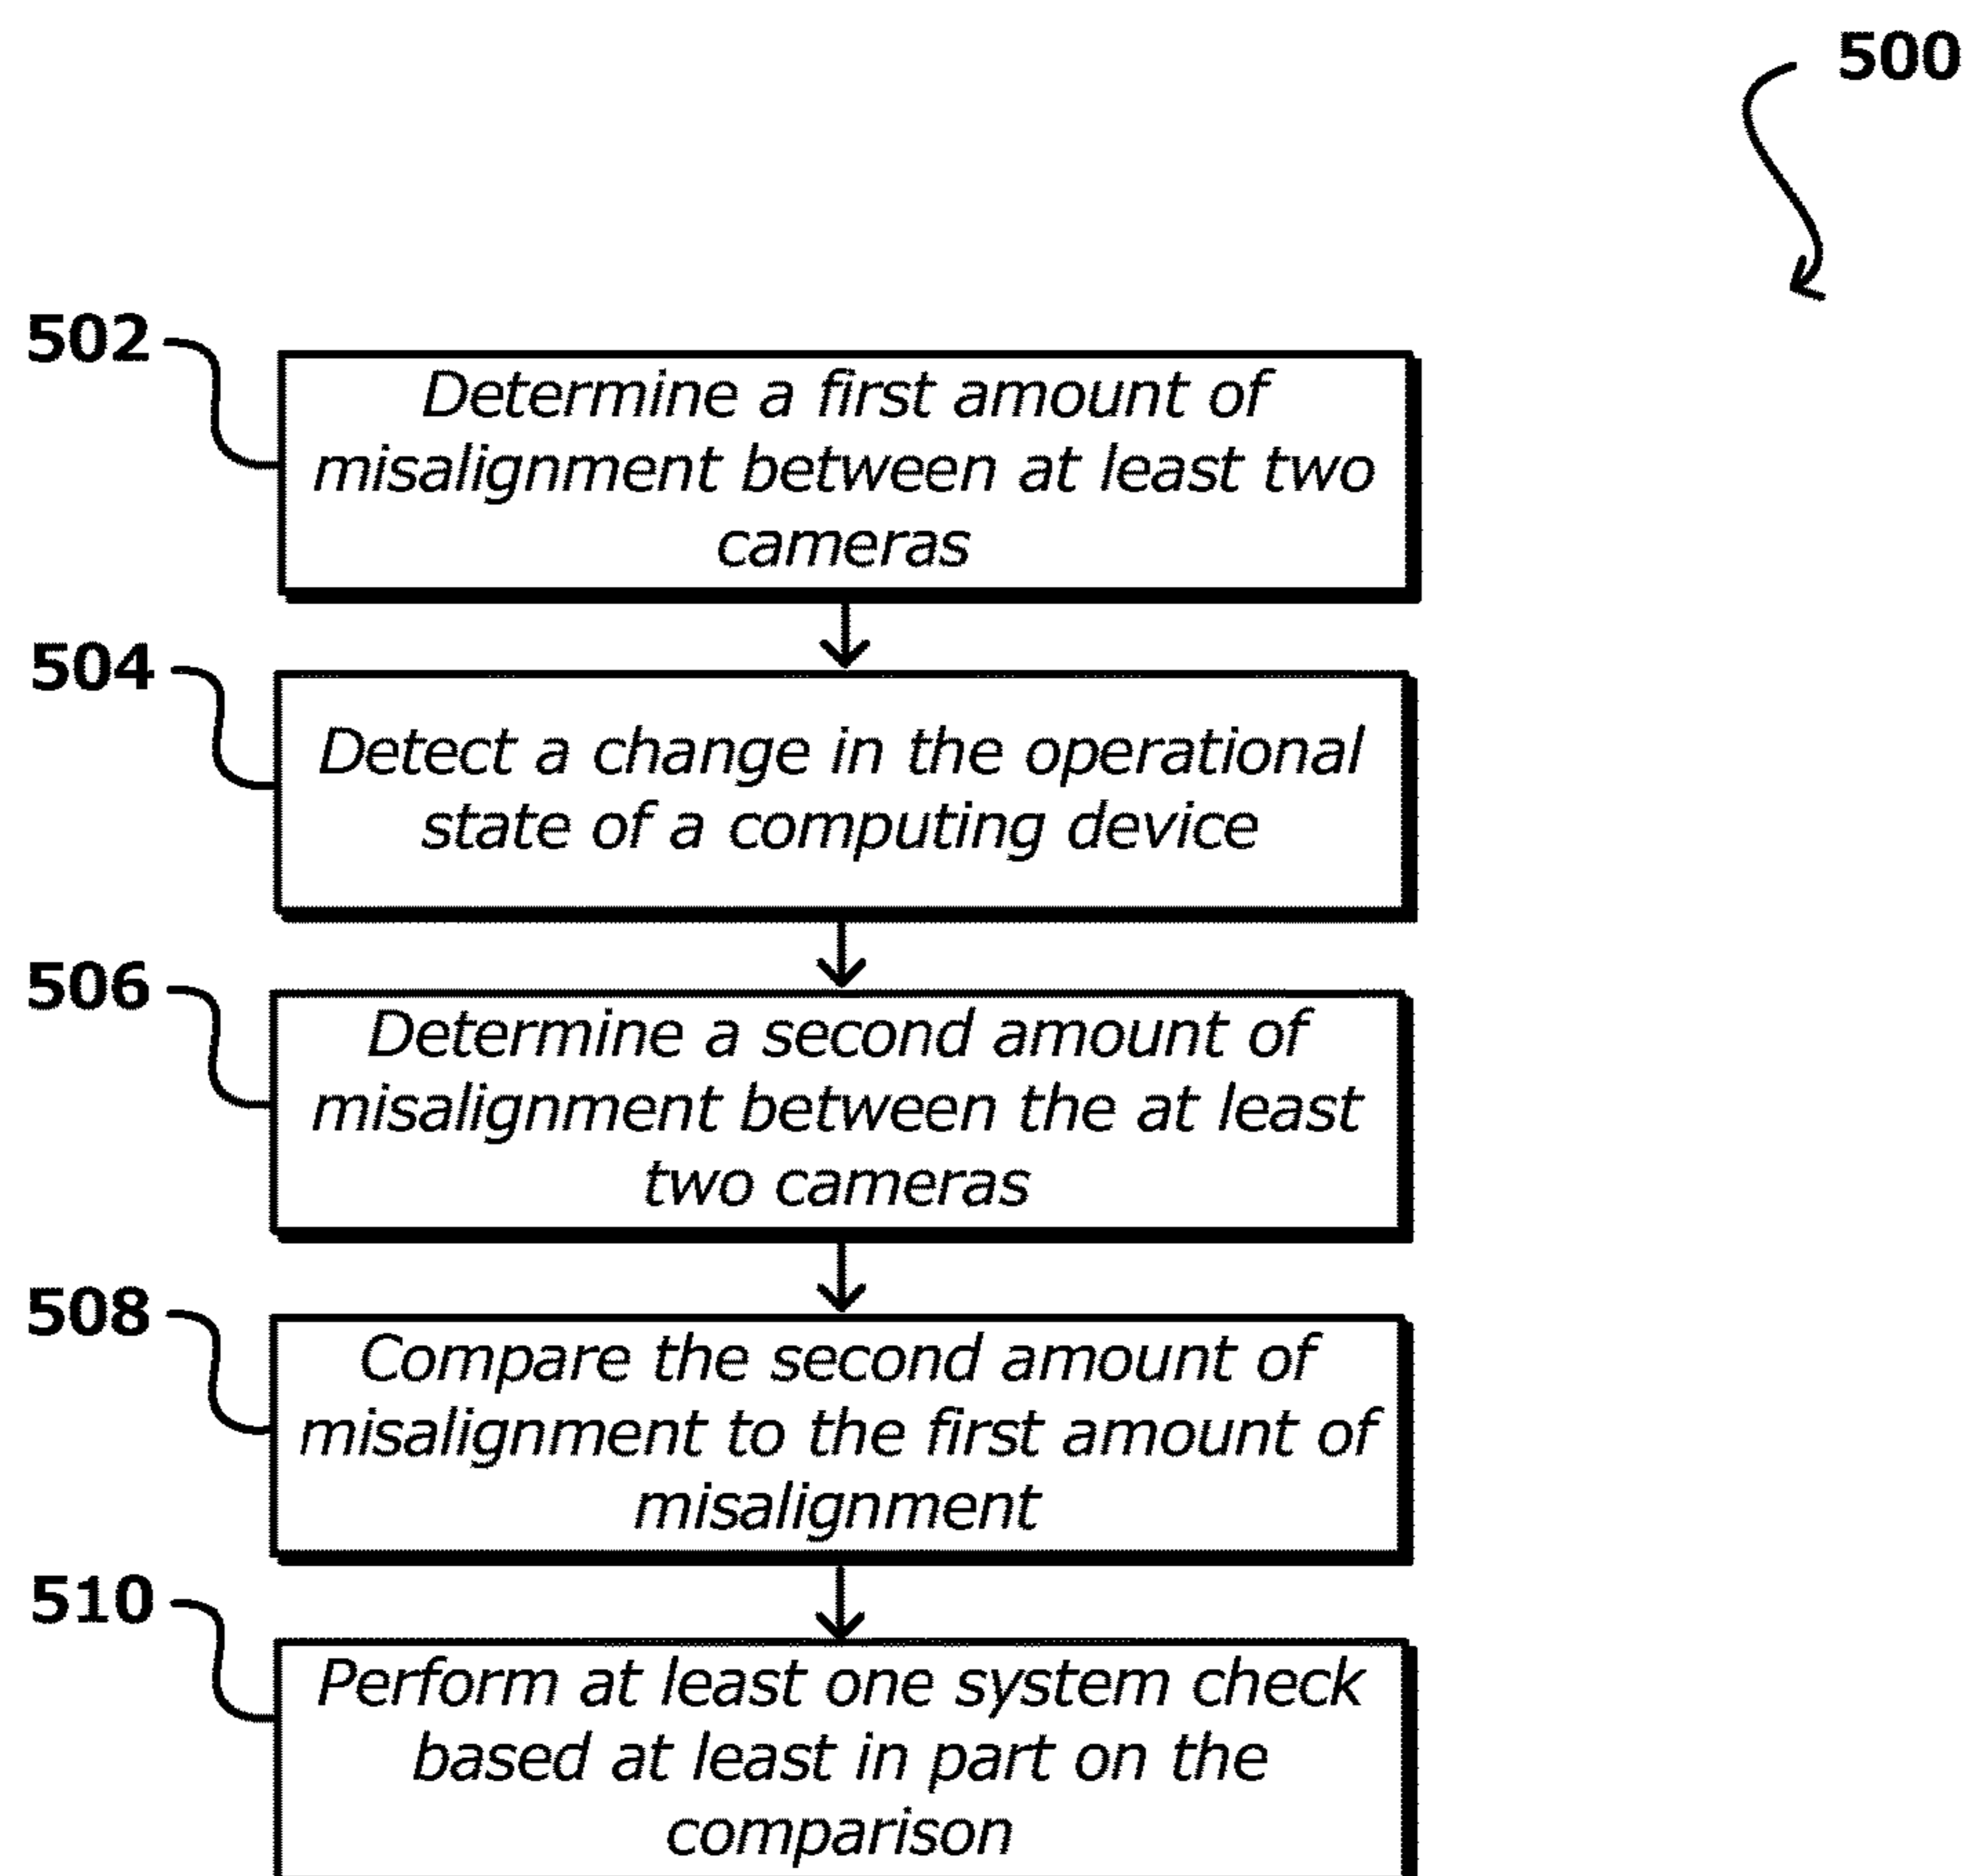 500
502
Determine a first amount of
misalignment between at least two
cameras
504
Detect a change in the operational
state of a computing device
506
Determine a second amount of
misalignment between the at least
two cameras
508
Compare the second amount of
misalignment to the first amount of
misalignment
510
Perform at least one system check
based at least in part on the
comparison